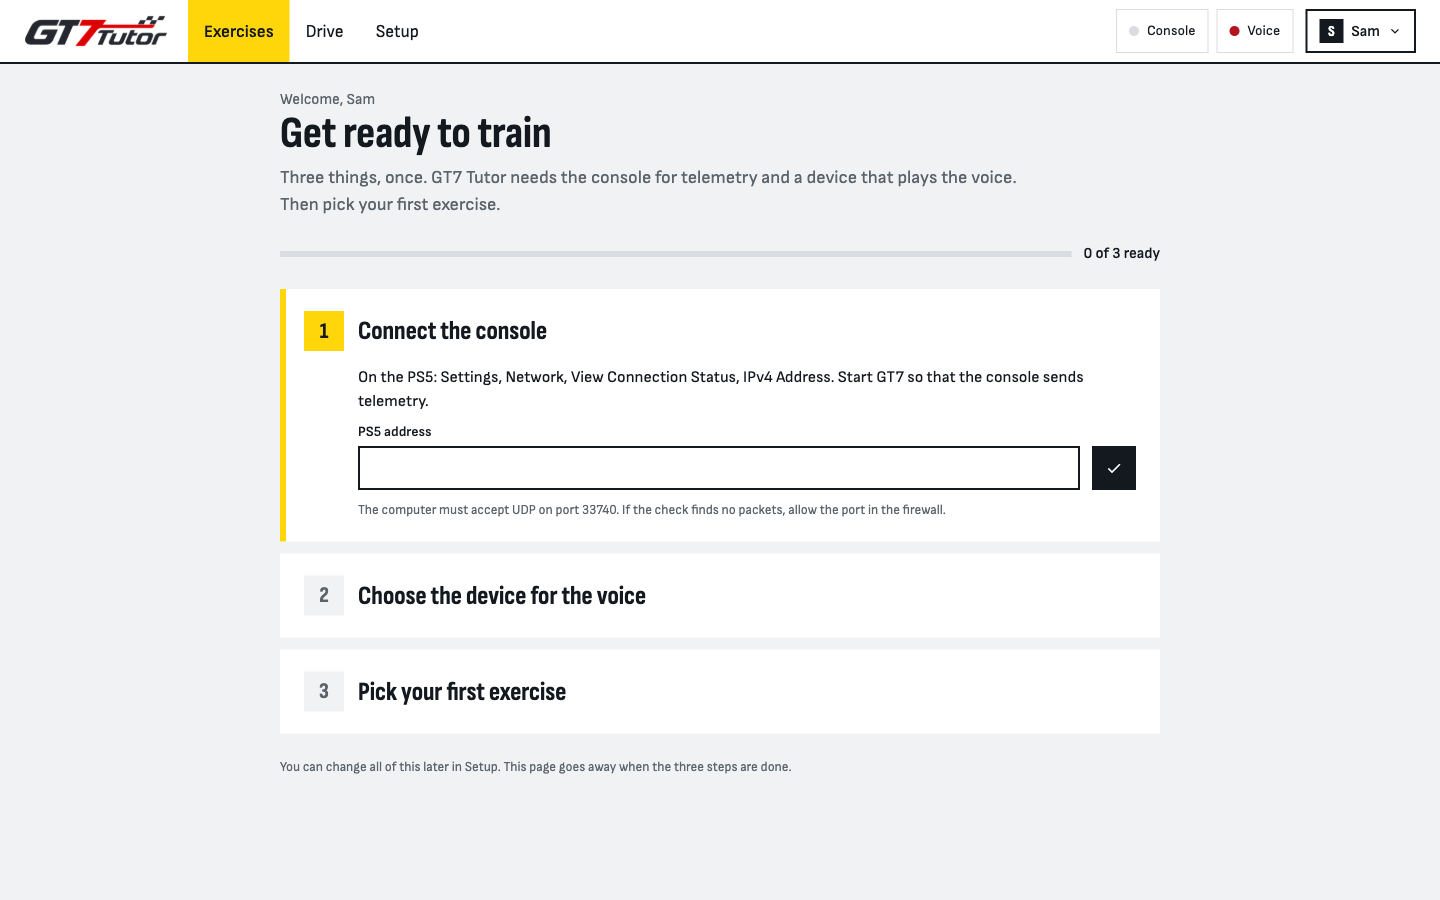 GT7 Tutor
Exercises
Drive
Setup
Console
Voice
S
Sam
Welcome, Sam
Get ready to train
Three things, once. GT7 Tutor needs the console for telemetry and a device that plays the voice.
Then pick your first exercise.
0 of 3 ready
1
Connect the console
On the PS5: Settings, Network, View Connection Status, IPv4 Address. Start GT7 so that the console sends
telemetry.
PS5 address
The computer must accept UDP on port 33740. If the check finds no packets, allow the port in the firewall.
2
Choose the device for the voice
3
Pick your first exercise
You can change all of this later in Setup. This page goes away when the three steps are done.